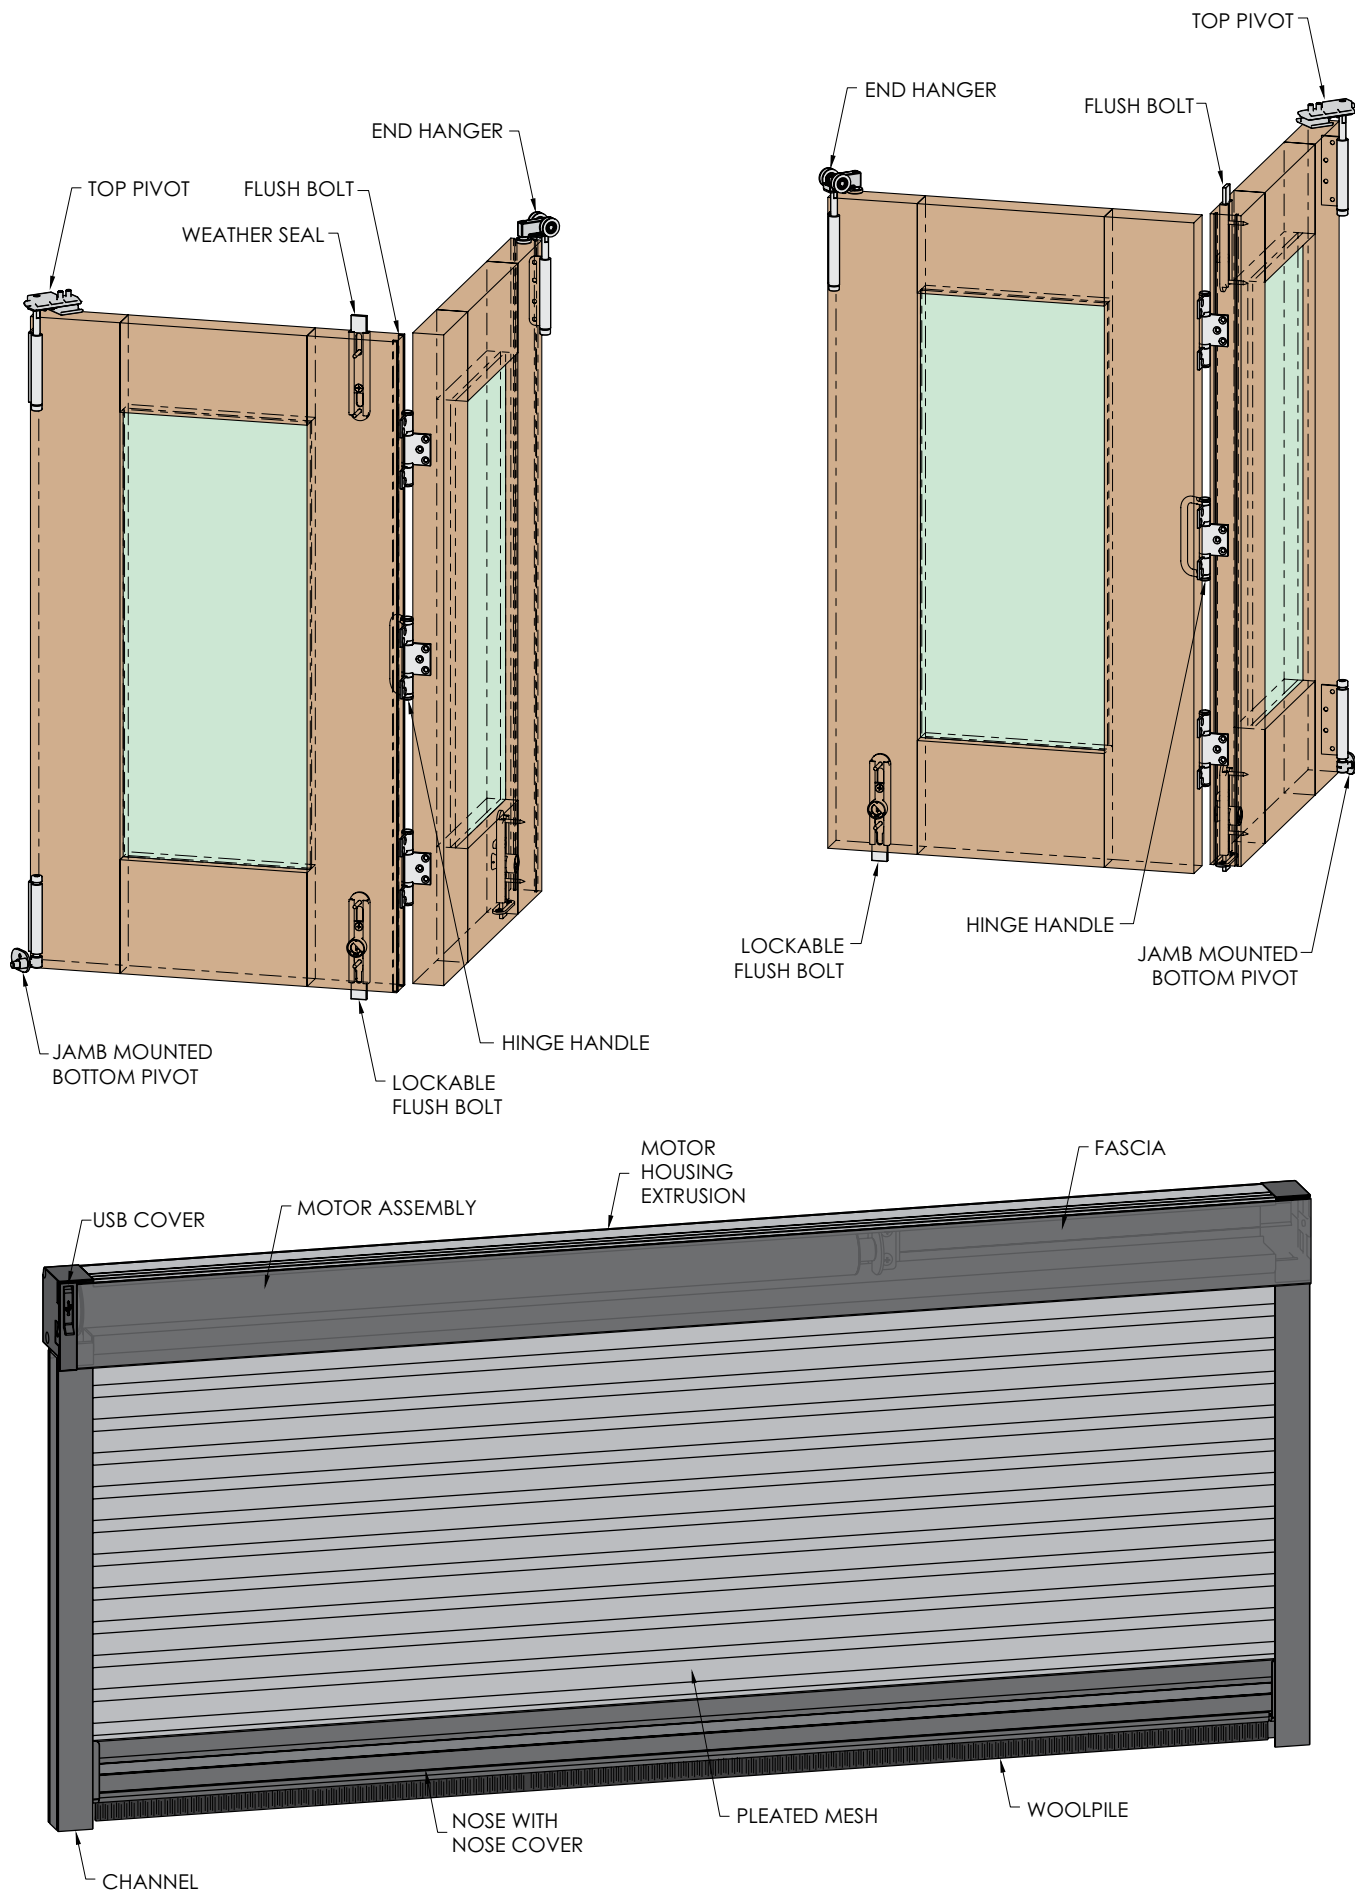 TOP PIVOT
END HANGER
FLUSH BOLT
END HANGER
TOP PIVOT
FLUSH BOLT
WEATHER SEAL
HINGE HANDLE
LOCKABLE
FLUSH BOLT
JAMB MOUNTED
BOTTOM PIVOT
HINGE HANDLE
JAMB MOUNTED
BOTTOM PIVOT
LOCKABLE
FLUSH BOLT
MOTOR
HOUSING
EXTRUSION
FASCIA
MOTOR ASSEMBLY
USB COVER
WOOLPILE
PLEATED MESH
NOSE WITH
NOSE COVER
CHANNEL